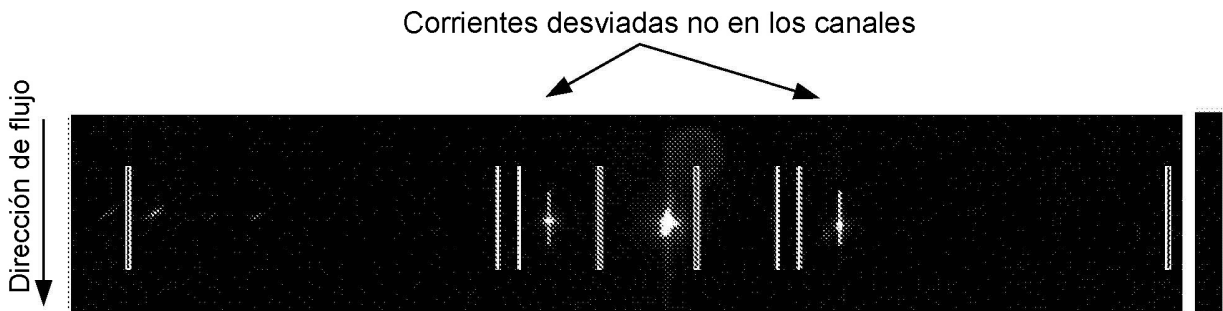 Corrientes desviadas no en los canales
Dirección de flujo